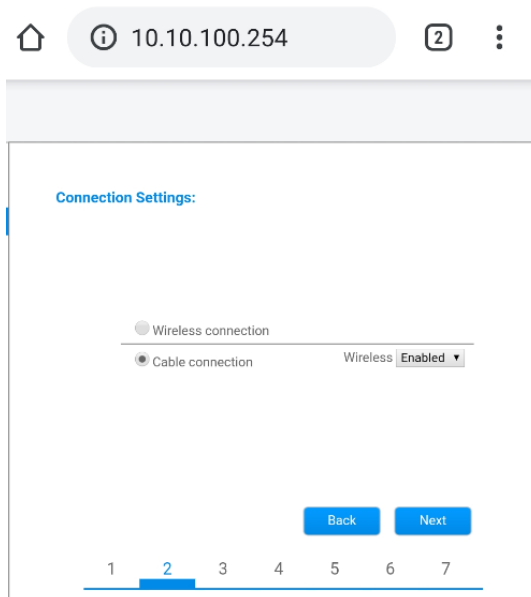 10.10.100.254 2
Connection Settings:
Wireless connection
Cable connection Wireless Enabled
Back Next
1 2 3 4 5 6 7